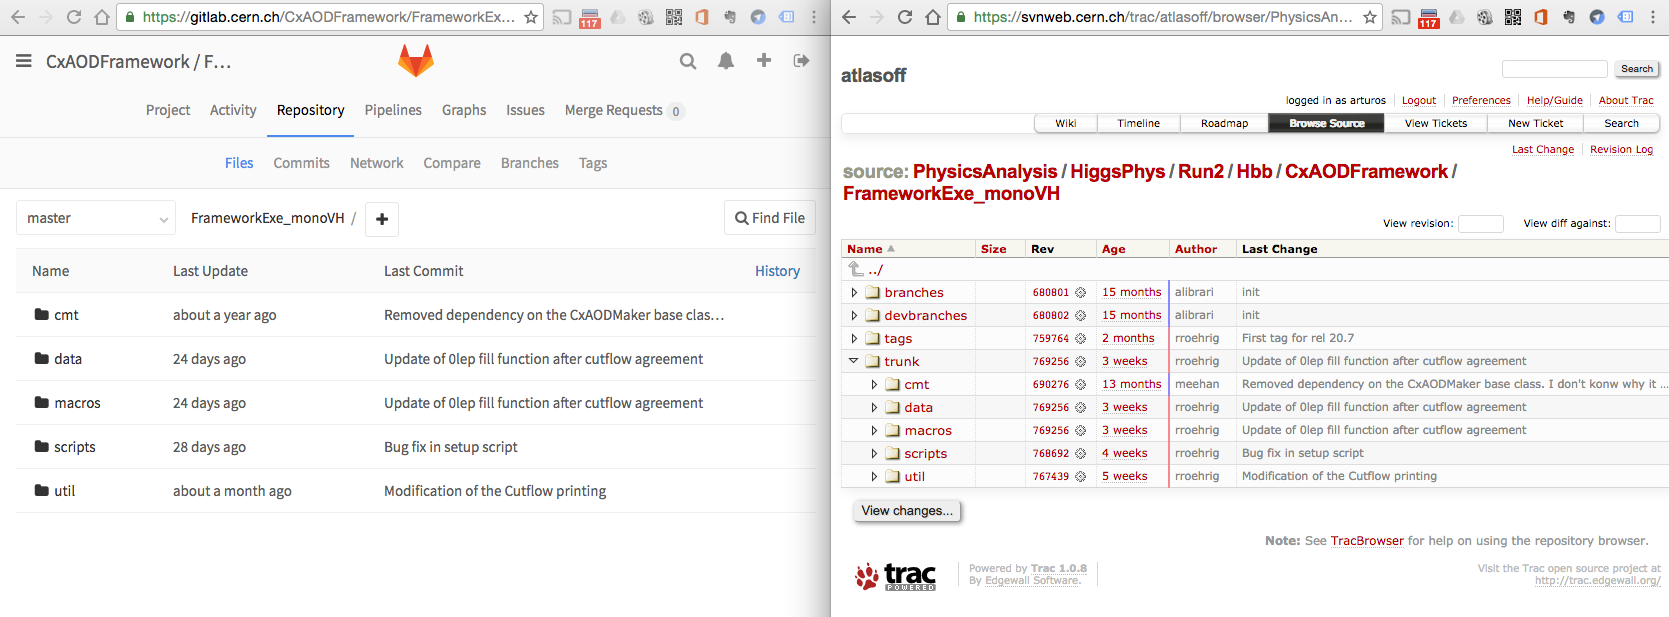 https://gitlab.cern.ch/CxAODFramework/FrameworkExe_...
117
CxAODFramework / F...
Project Activity Repository Pipelines Graphs Issues Merge Requests 0
Files Commits Network Compare Branches Tags
master FrameworkExe_monoVH / + Find File
Name Last Update Last Commit History
cmt about a year ago Removed dependency on the CxAODMaker base clas...
data 24 days ago Update of 0lep fill function after cutflow agreement
macros 24 days ago Update of 0lep fill function after cutflow agreement
scripts 28 days ago Bug fix in setup script
util about a month ago Modification of the Cutflow printing
https://svnweb.cern.ch/trac/atlasoff/browser/PhysicsAn...
117
atlasoff
Search
logged in as arturos Logout Preferences Help/Guide About Trac
Wiki Timeline Roadmap Browse Source View Tickets New Ticket Search
Last Change Revision Log
source: PhysicsAnalysis / HiggsPhys / Run2 / Hbb / CxAODFramework /
FrameworkExe_monoVH
View revision: View diff against:
Name Size Rev Age Author Last Change
../
branches 680801 15 months alibrari init
devbranches 680802 15 months alibrari init
tags 759764 2 months rroehrig First tag for rel 20.7
trunk 769256 3 weeks rroehrig Update of 0lep fill function after cutflow agreement
cmt 690276 13 months meehan Removed dependency on the CxAODMaker base class. I don't konw why it ...
data 769256 3 weeks rroehrig Update of 0lep fill function after cutflow agreement
macros 769256 3 weeks rroehrig Update of 0lep fill function after cutflow agreement
scripts 768692 4 weeks rroehrig Bug fix in setup script
util 767439 5 weeks rroehrig Modification of the Cutflow printing
View changes...
Note: See TracBrowser for help on using the repository browser.
trac
POWERED
Powered by Trac 1.0.8
By Edgewall Software.
Visit the Trac open source project at
http://trac.edgewall.org/